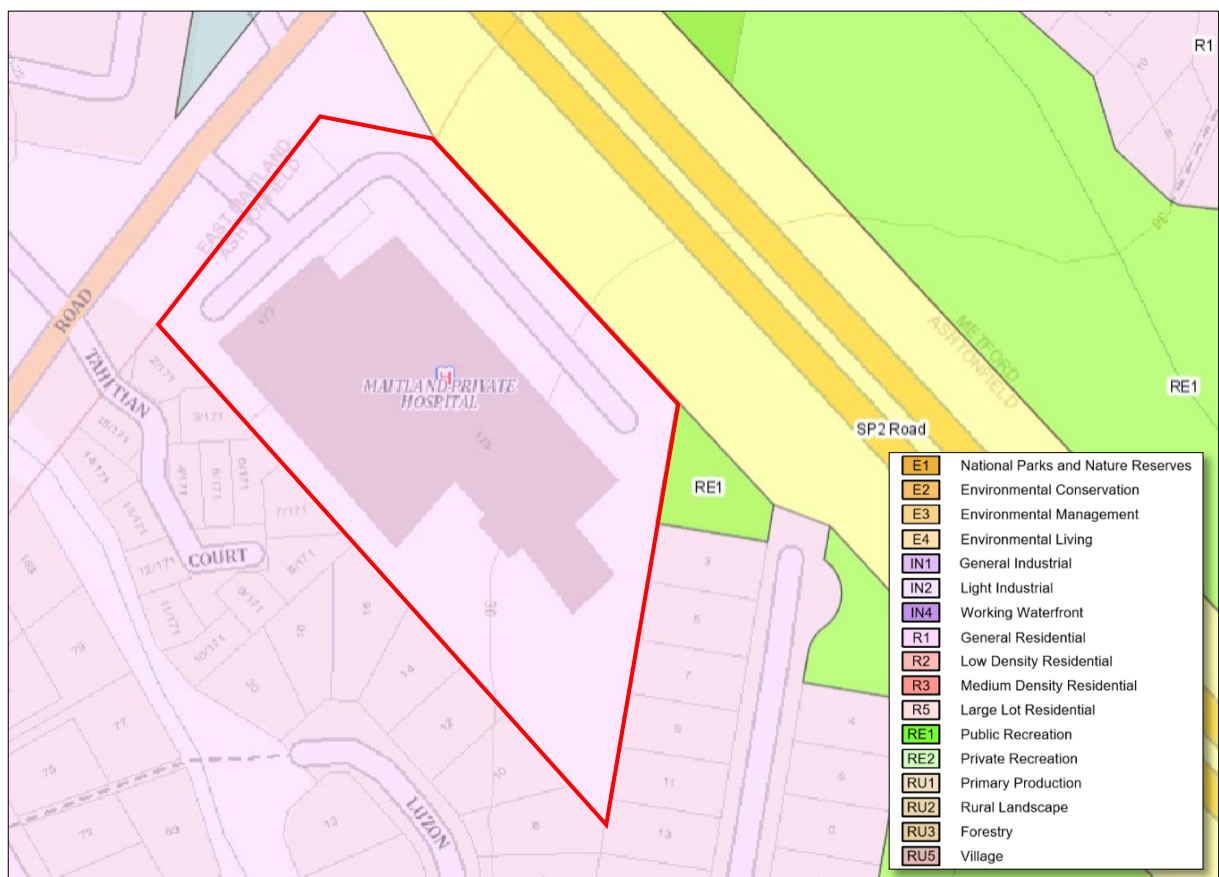 R1
10
8
36
EAST MAITLAND
ASHTONFIELD
METFORD
ASHTONFIELD
ROAD
TAHITIAN
COURT
123
H
MAITLAND PRIVATE
HOSPITAL
125
SP2 Road
RE1
RE1
2/171
3/171
4/171
5/171
6/171
7/171
8/171
9/171
10/171
11/171
12/171
13/171
14/171
15/171
30
16
18
14
12
20
10
8
79
77
75
73
69
13
LUZON
3
5
7
9
11
13
4
6
8
E1 National Parks and Nature Reserves
E2 Environmental Conservation
E3 Environmental Management
E4 Environmental Living
IN1 General Industrial
IN2 Light Industrial
IN4 Working Waterfront
R1 General Residential
R2 Low Density Residential
R3 Medium Density Residential
R5 Large Lot Residential
RE1 Public Recreation
RE2 Private Recreation
RU1 Primary Production
RU2 Rural Landscape
RU3 Forestry
RU5 Village